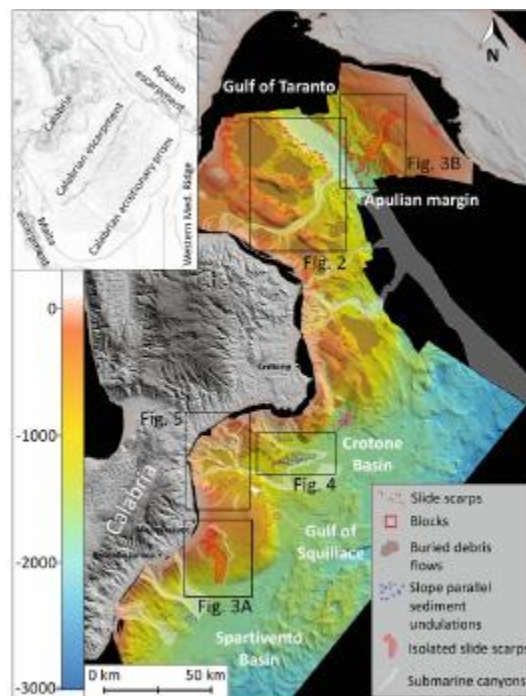 Apulian
escarpment
Calabria
Calabrian escarpment
Calabrian accretionary prism
Malta
escarpment
Western Med. Ridge
N
Gulf of Taranto
Fig. 3B
Apulian margin
Fig. 2
0
-1000
-2000
-3000
Crotone
Fig. 5
Crotone
Basin
Fig. 4
Calabria
Gulf of
Squillace
Fig. 3A
Spartivento
Basin
Slide scarps
Blocks
Buried debris
flows
Slope parallel
sediment
undulations
Isolated slide scarps
Submarine canyons
0 km
50 km